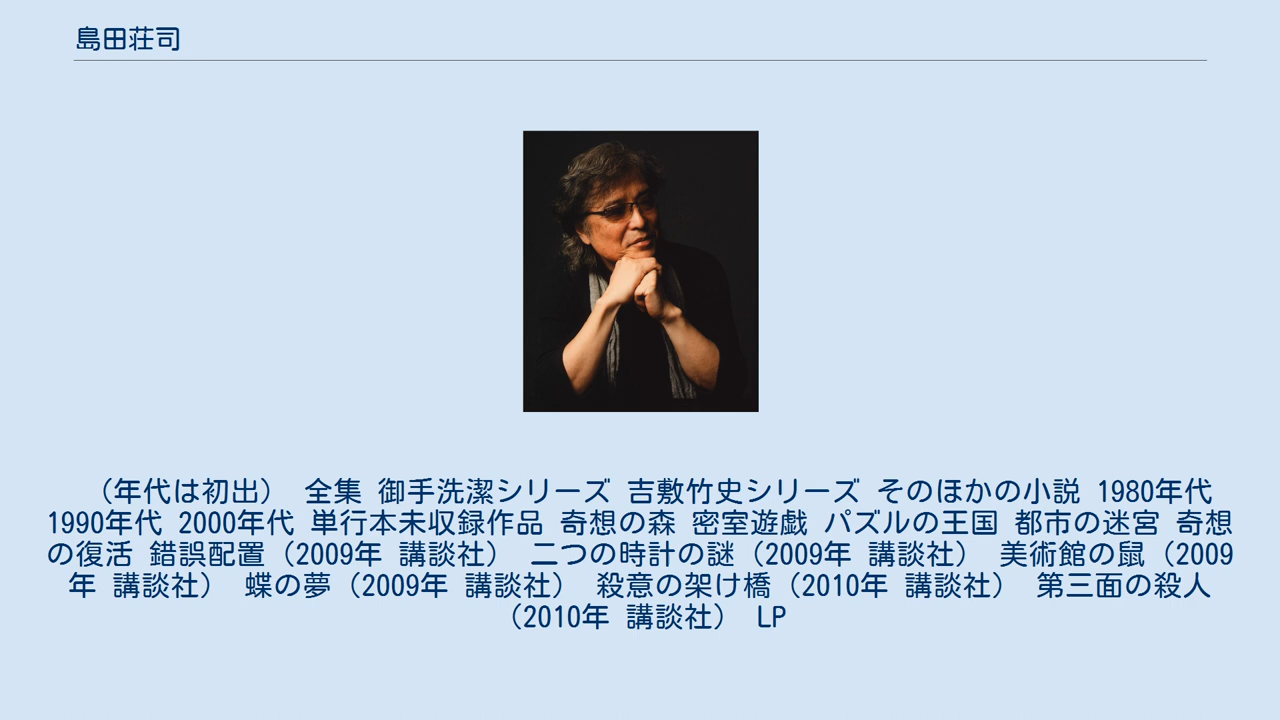 島田荘司
（年代は初出） 全集 御手洗潔シリーズ 吉敷竹史シリーズ そのほかの小説 1980年代
1990年代 2000年代 単行本未収録作品 奇想の森 密室遊戯 パズルの王国 都市の迷宮 奇想
の復活 錯誤配置（2009年 講談社） 二つの時計の謎（2009年 講談社） 美術館の鼠（2009
年 講談社） 蝶の夢（2009年 講談社） 殺意の架け橋（2010年 講談社） 第三面の殺人
（2010年 講談社） LP